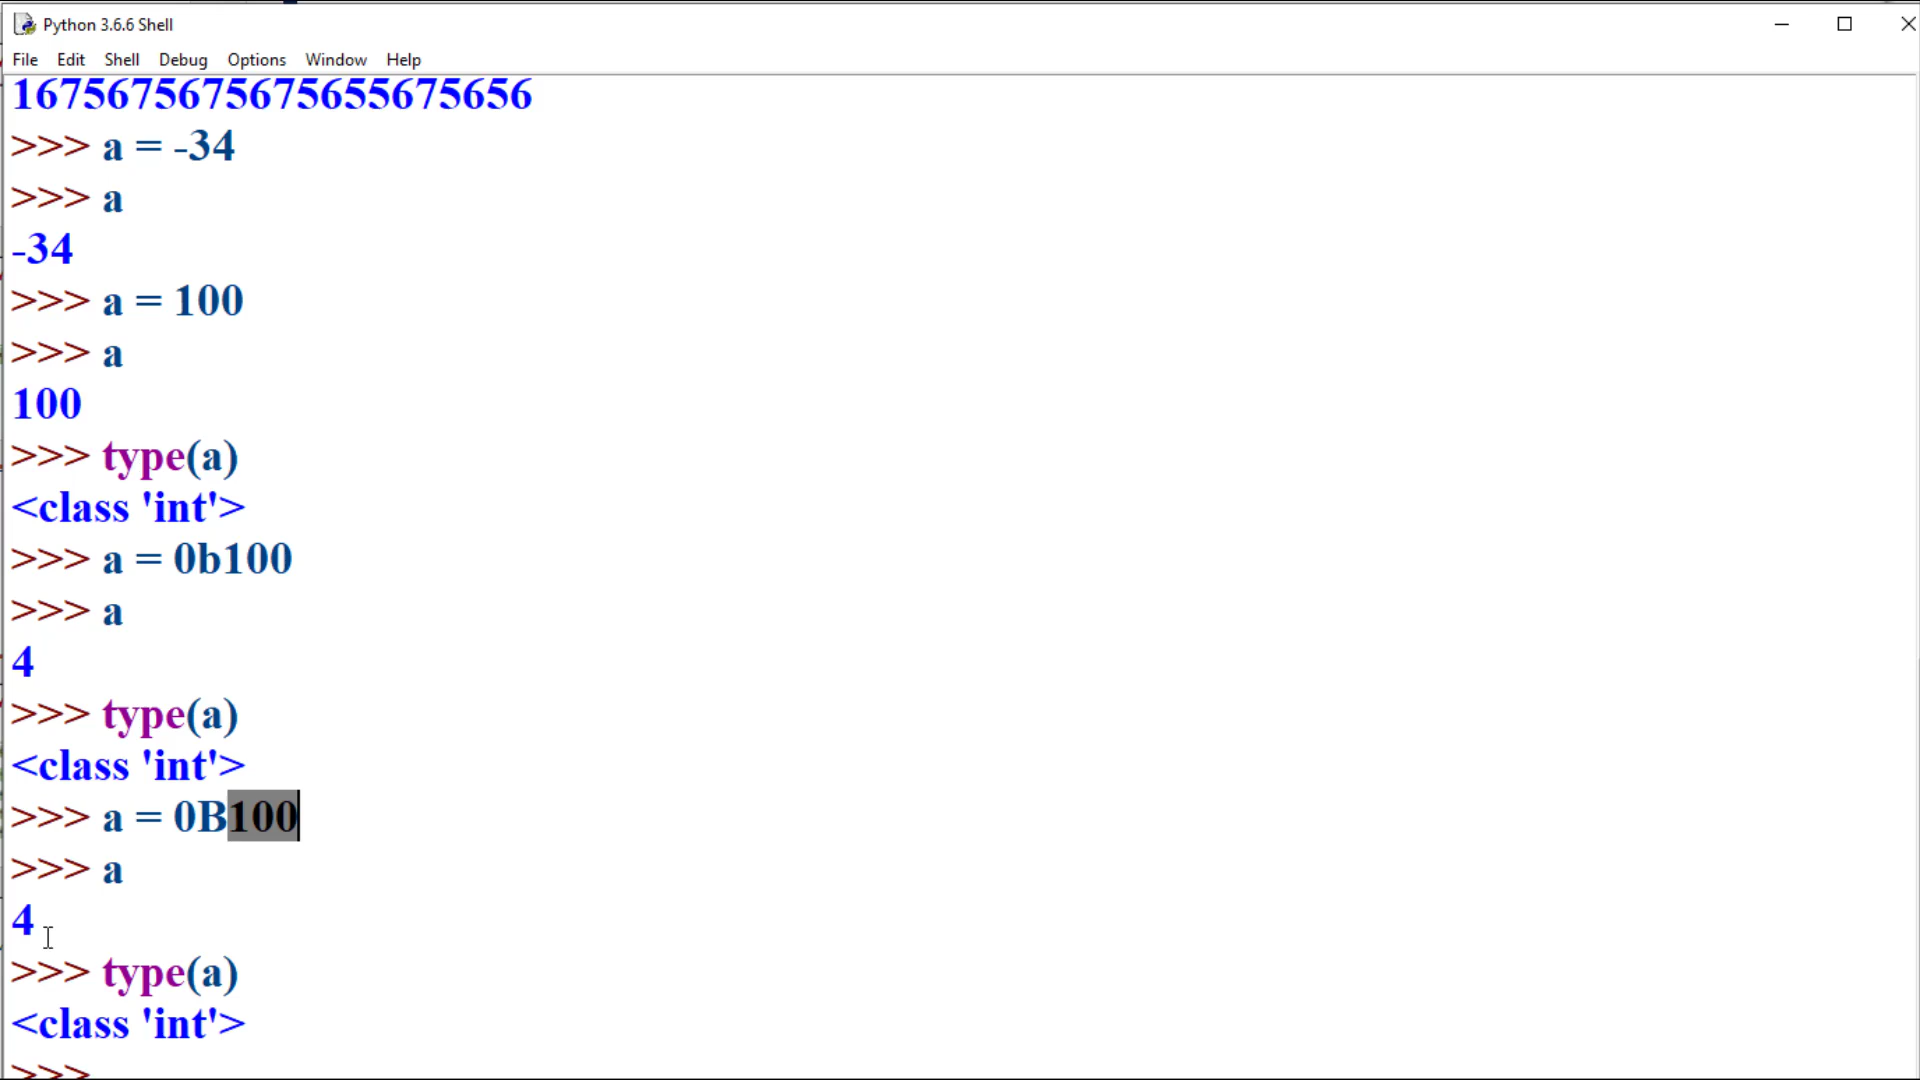 Python 3.6.6 Shell
File Edit Shell Debug Options Window Help
1675675675675655675656
>>> a = -34
>>> a
-34
>>> a = 100
>>> a
100
>>> type(a)
<class 'int'>
>>> a = 0b100
>>> a
4
>>> type(a)
<class 'int'>
>>> a = 0B100
>>> a
4
>>> type(a)
<class 'int'>
>>>